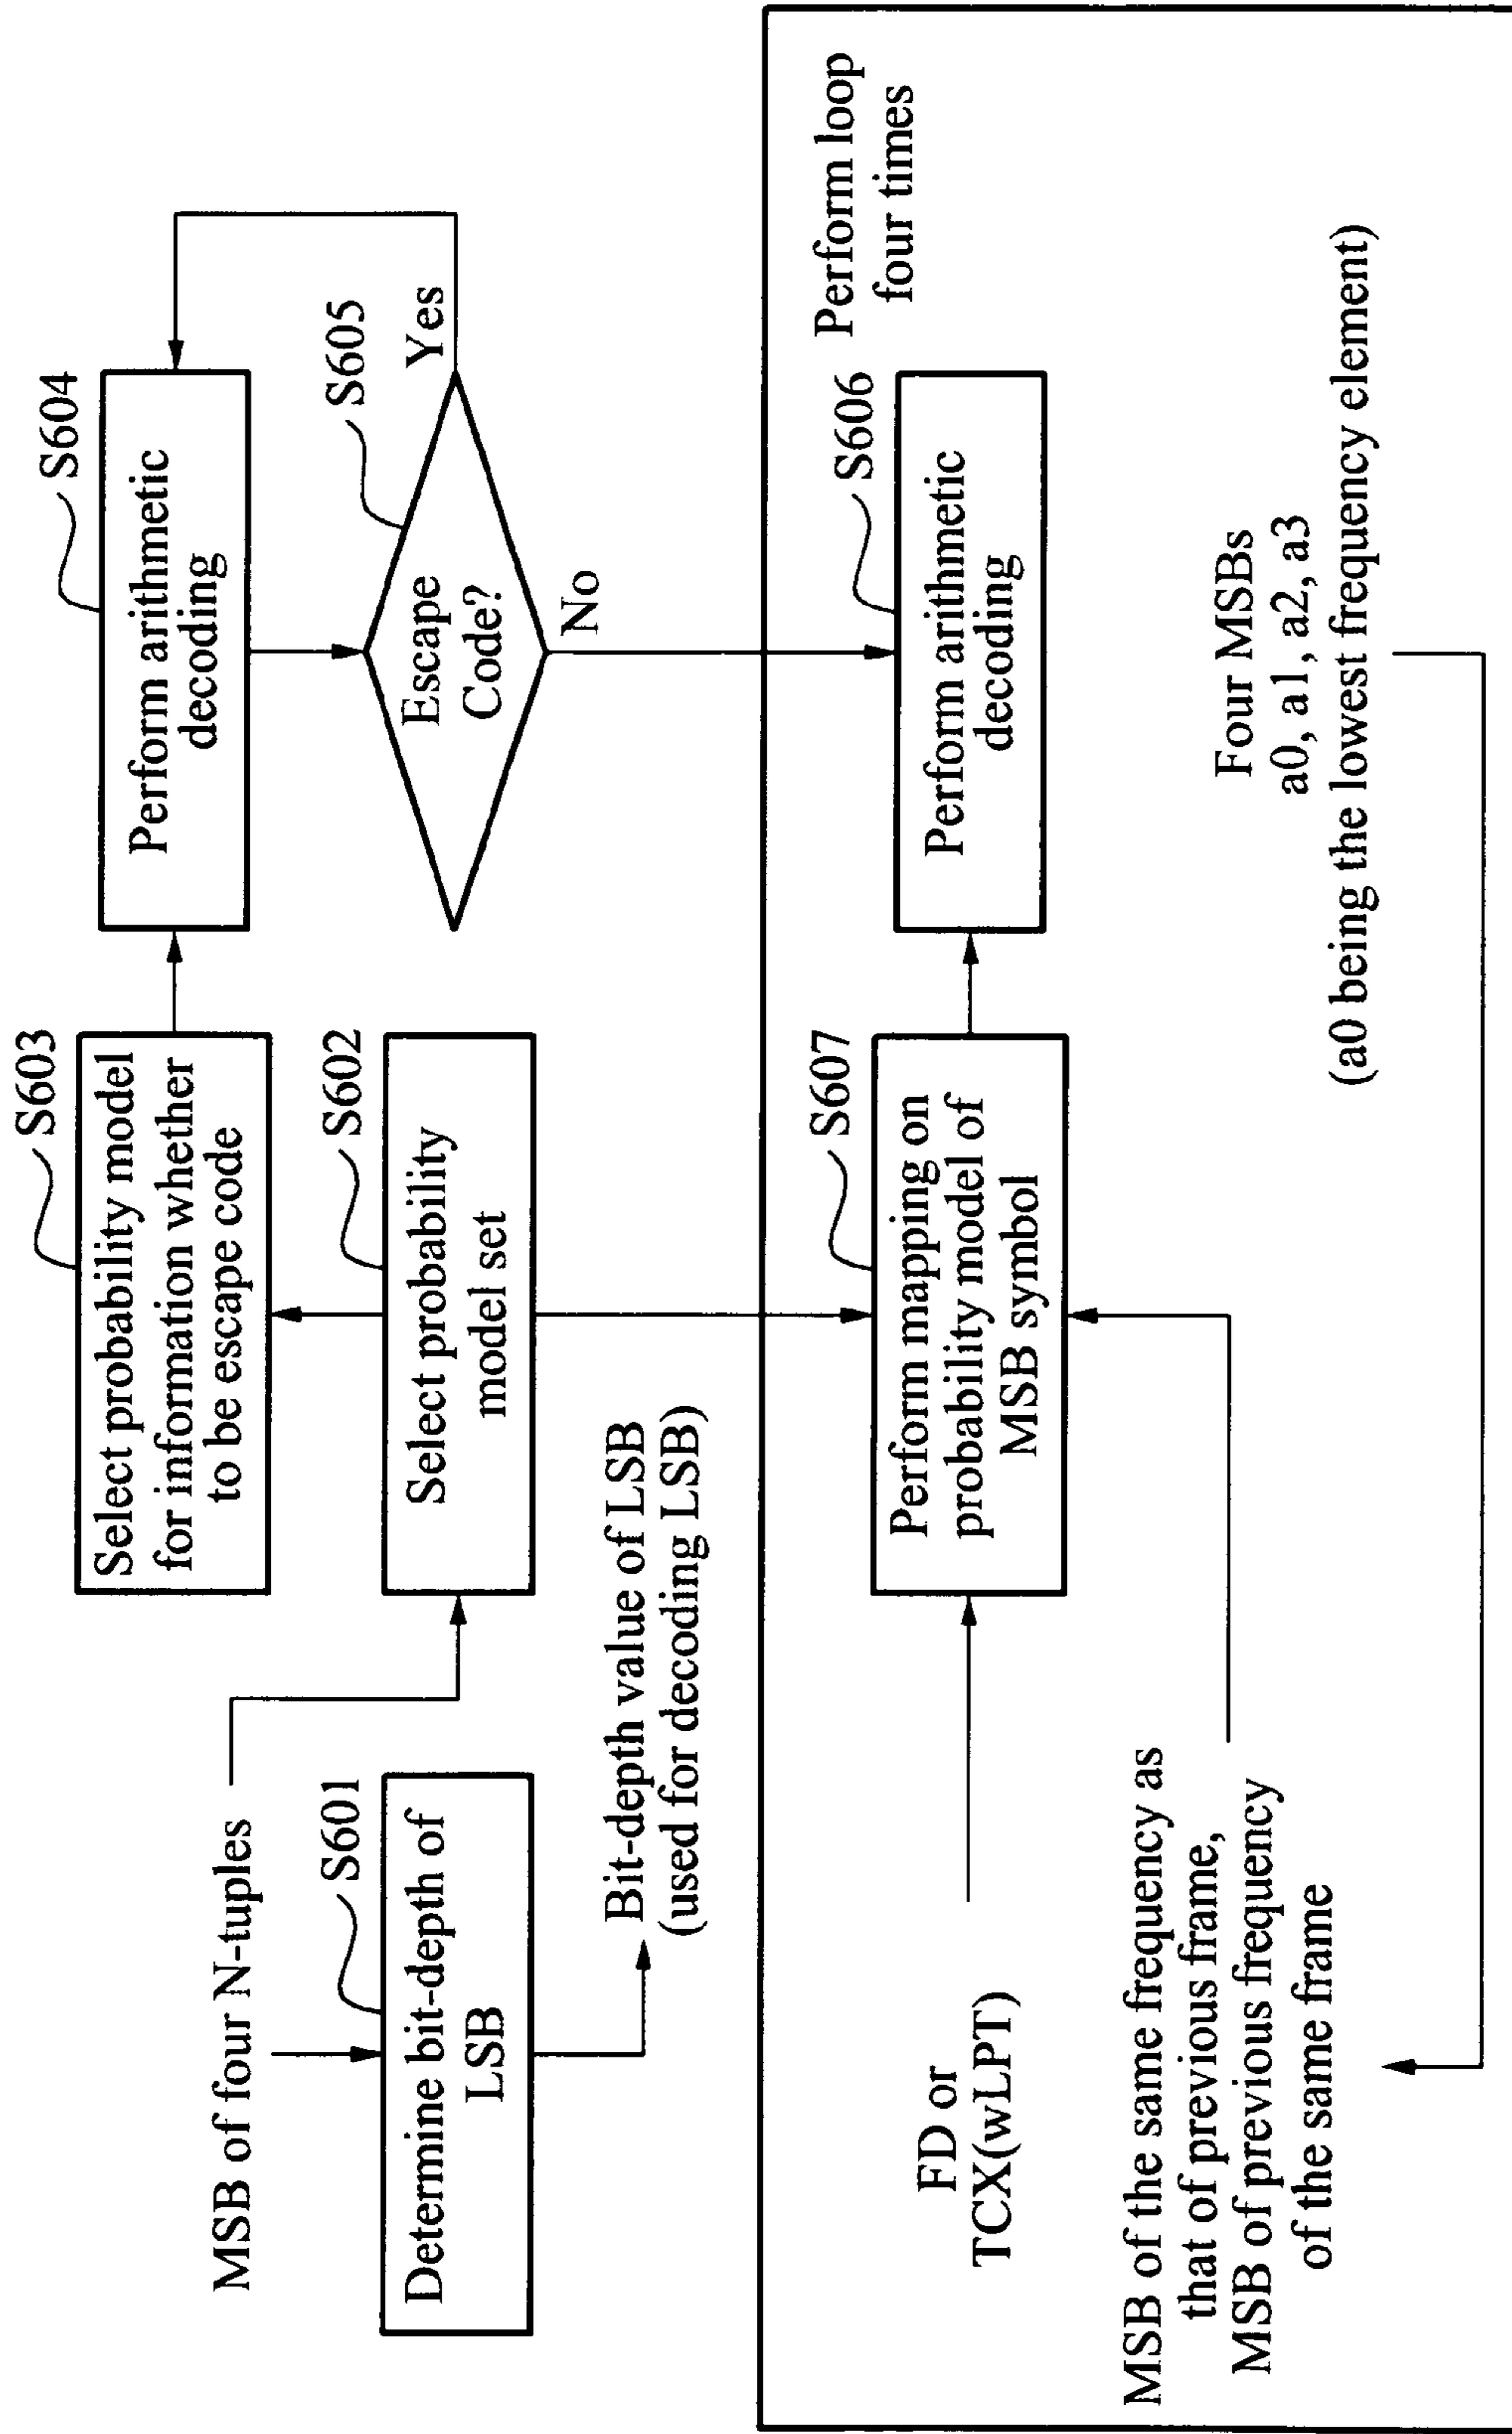 MSB of four N-tuples
S601
Determine bit-depth of
LSB
Bit-depth value of LSB
(used for decoding LSB)
S603
Select probability model
for information whether
to be escape code
S602
Select probability
model set
S604
Perform arithmetic
decoding
S605
Escape
Code?
Yes
No
Perform loop
four times
FD or
TCX(wLPT)
S607
Perform mapping on
probability model of
MSB symbol
S606
Perform arithmetic
decoding
MSB of the same frequency as
that of previous frame,
MSB of previous frequency
of the same frame
Four MSBs
a0, a1, a2, a3
(a0 being the lowest frequency element)